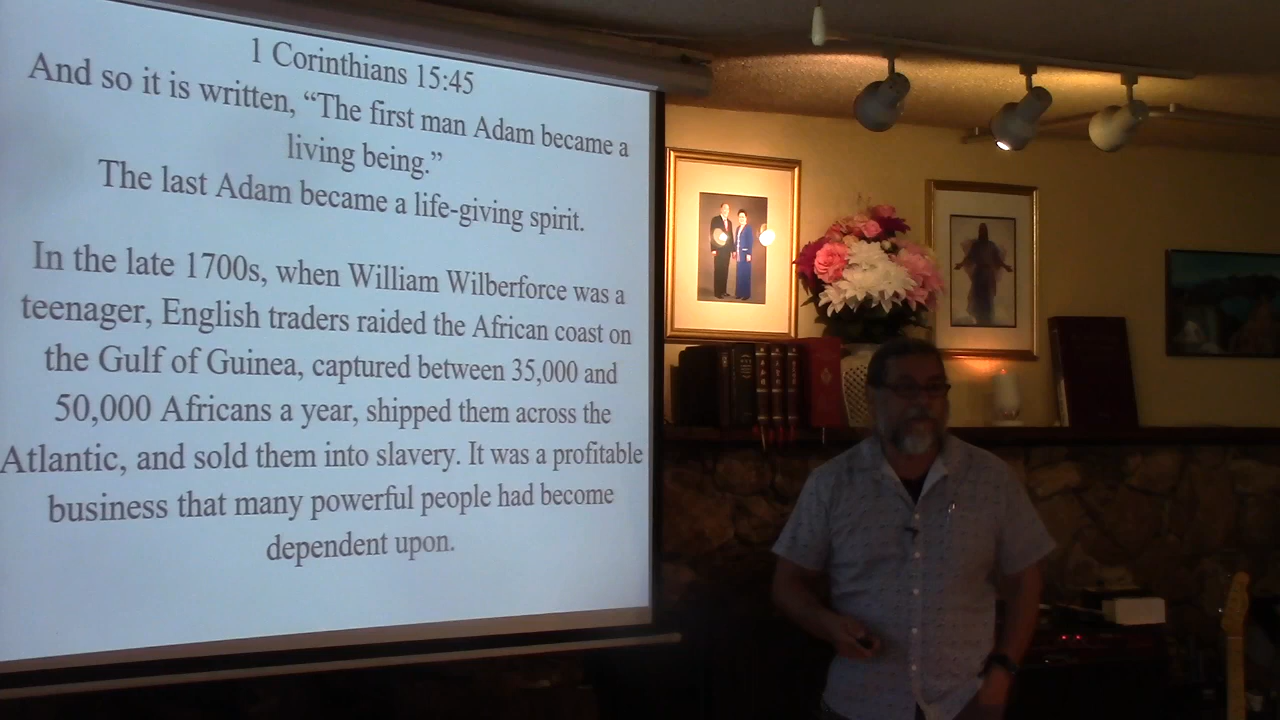 1 Corinthians 15:45
And so it is written, “The first man Adam became a
living being.”
The last Adam became a life-giving spirit.
In the late 1700s, when William Wilberforce was a
teenager, English traders raided the African coast on
the Gulf of Guinea, captured between 35,000 and
50,000 Africans a year, shipped them across the
Atlantic, and sold them into slavery. It was a profitable
business that many powerful people had become
dependent upon.